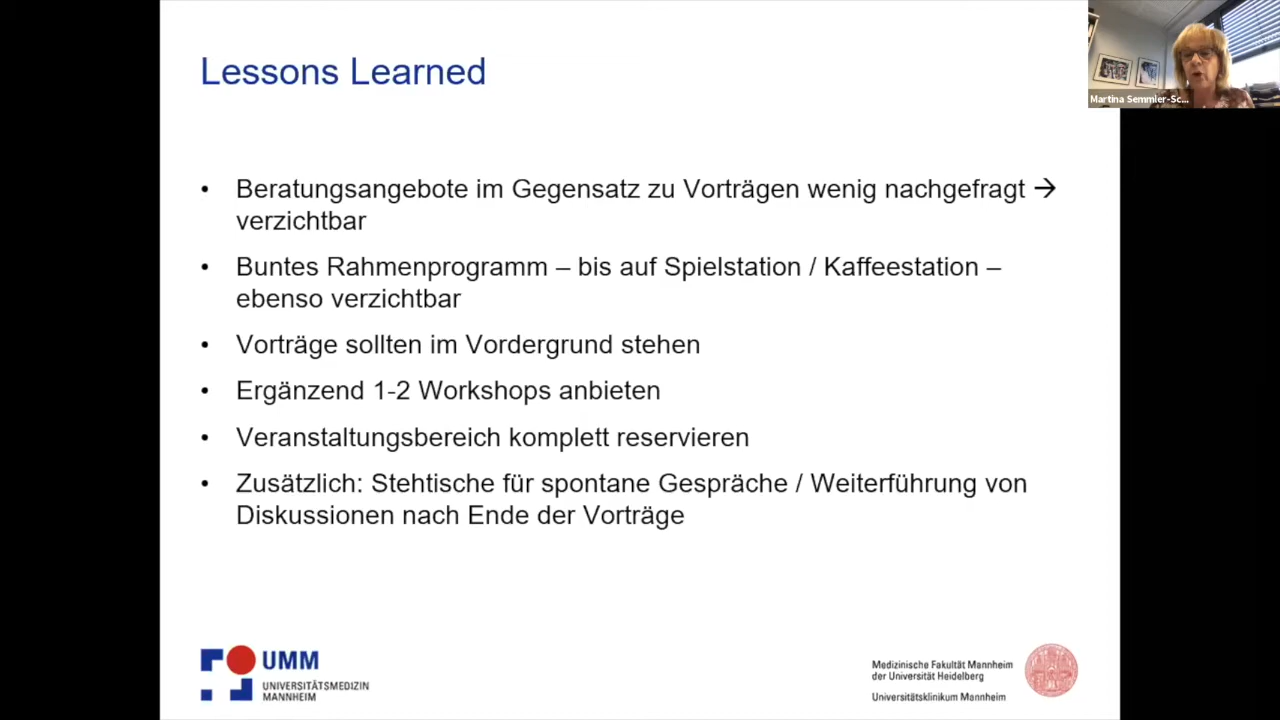 Lessons Learned
Martina Semmler-Sc...
• Beratungsangebote im Gegensatz zu Vorträgen wenig nachgefragt →
verzichtbar
• Buntes Rahmenprogramm – bis auf Spielstation / Kaffeestation –
ebenso verzichtbar
• Vorträge sollten im Vordergrund stehen
• Ergänzend 1-2 Workshops anbieten
• Veranstaltungsbereich komplett reservieren
• Zusätzlich: Stehtische für spontane Gespräche / Weiterführung von
Diskussionen nach Ende der Vorträge
UMM
UNIVERSITÄTSMEDIZIN
MANNHEIM
Medizinische Fakultät Mannheim
der Universität Heidelberg
Universitätsklinikum Mannheim